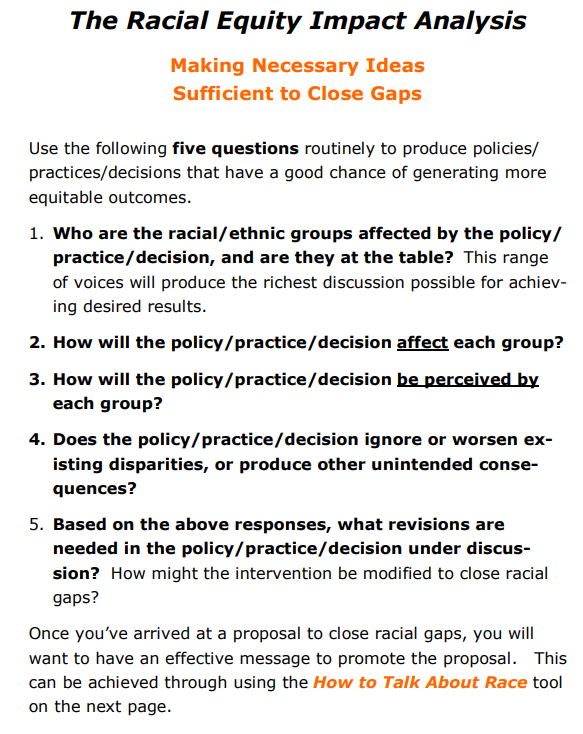 The Racial Equity Impact Analysis
Making Necessary Ideas
Sufficient to Close Gaps
Use the following five questions routinely to produce policies/
practices/decisions that have a good chance of generating more
equitable outcomes.
1. Who are the racial/ethnic groups affected by the policy/
practice/decision, and are they at the table? This range
of voices will produce the richest discussion possible for achiev-
ing desired results.
2. How will the policy/practice/decision affect each group?
3. How will the policy/practice/decision be perceived by
each group?
4. Does the policy/practice/decision ignore or worsen ex-
isting disparities, or produce other unintended conse-
quences?
5. Based on the above responses, what revisions are
needed in the policy/practice/decision under discus-
sion? How might the intervention be modified to close racial
gaps?
Once you’ve arrived at a proposal to close racial gaps, you will
want to have an effective message to promote the proposal. This
can be achieved through using the How to Talk About Race tool
on the next page.